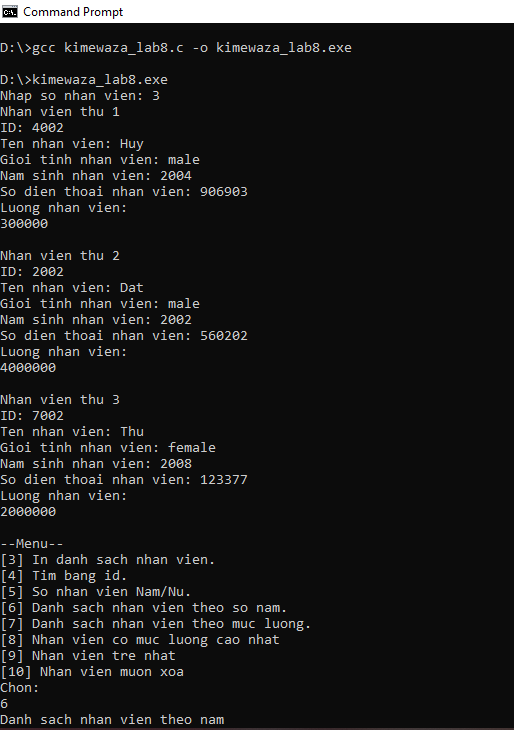 Command Prompt
D:\>gcc kimewaza_lab8.c -o kimewaza_lab8.exe
D:\>kimewaza_lab8.exe
Nhap so nhan vien: 3
Nhan vien thu 1
ID: 4002
Ten nhan vien: Huy
Gioi tinh nhan vien: male
Nam sinh nhan vien: 2004
So dien thoai nhan vien: 906903
Luong nhan vien:
300000
Nhan vien thu 2
ID: 2002
Ten nhan vien: Dat
Gioi tinh nhan vien: male
Nam sinh nhan vien: 2002
So dien thoai nhan vien: 560202
Luong nhan vien:
4000000
Nhan vien thu 3
ID: 7002
Ten nhan vien: Thu
Gioi tinh nhan vien: female
Nam sinh nhan vien: 2008
So dien thoai nhan vien: 123377
Luong nhan vien:
2000000
--Menu--
[3] In danh sach nhan vien.
[4] Tim bang id.
[5] So nhan vien Nam/Nu.
[6] Danh sach nhan vien theo so nam.
[7] Danh sach nhan vien theo muc luong.
[8] Nhan vien co muc luong cao nhat
[9] Nhan vien tre nhat
[10] Nhan vien muon xoa
Chon:
6
Danh sach nhan vien theo nam